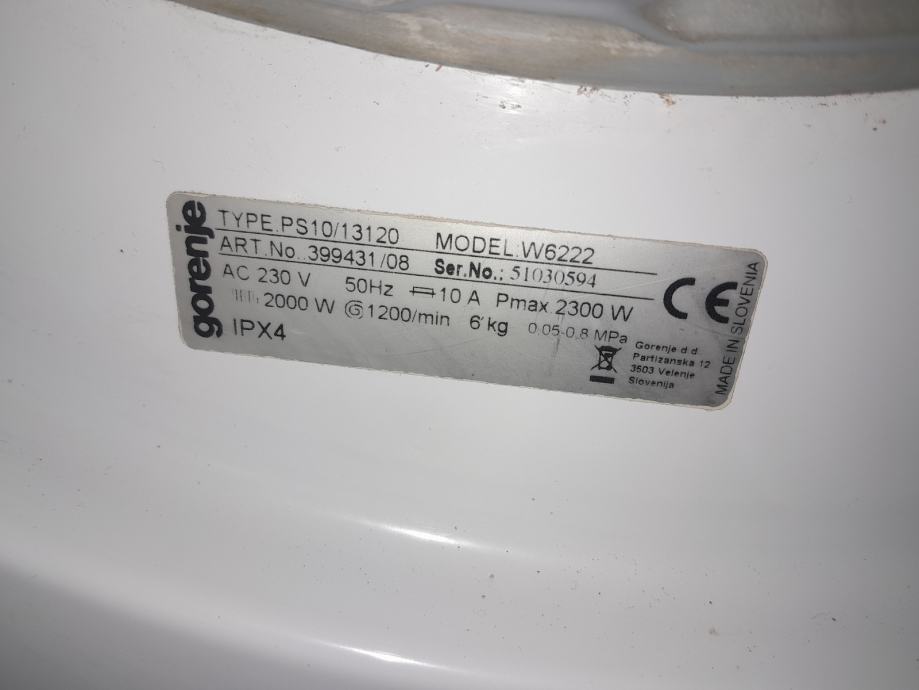 gorenje
TYPE.PS10/13120 MODEL.W6222
ART.No..399431/08 Ser.No.: 51030594
AC 230 V 50Hz 10 A Pmax.2300 W
2000 W 1200/min 6 kg 0.05-0.8 MPa
IPX4
CE
Gorenje d.d.
Partizanska 12
3503 Velenje
Slovenija
MADE IN SLOVENIA